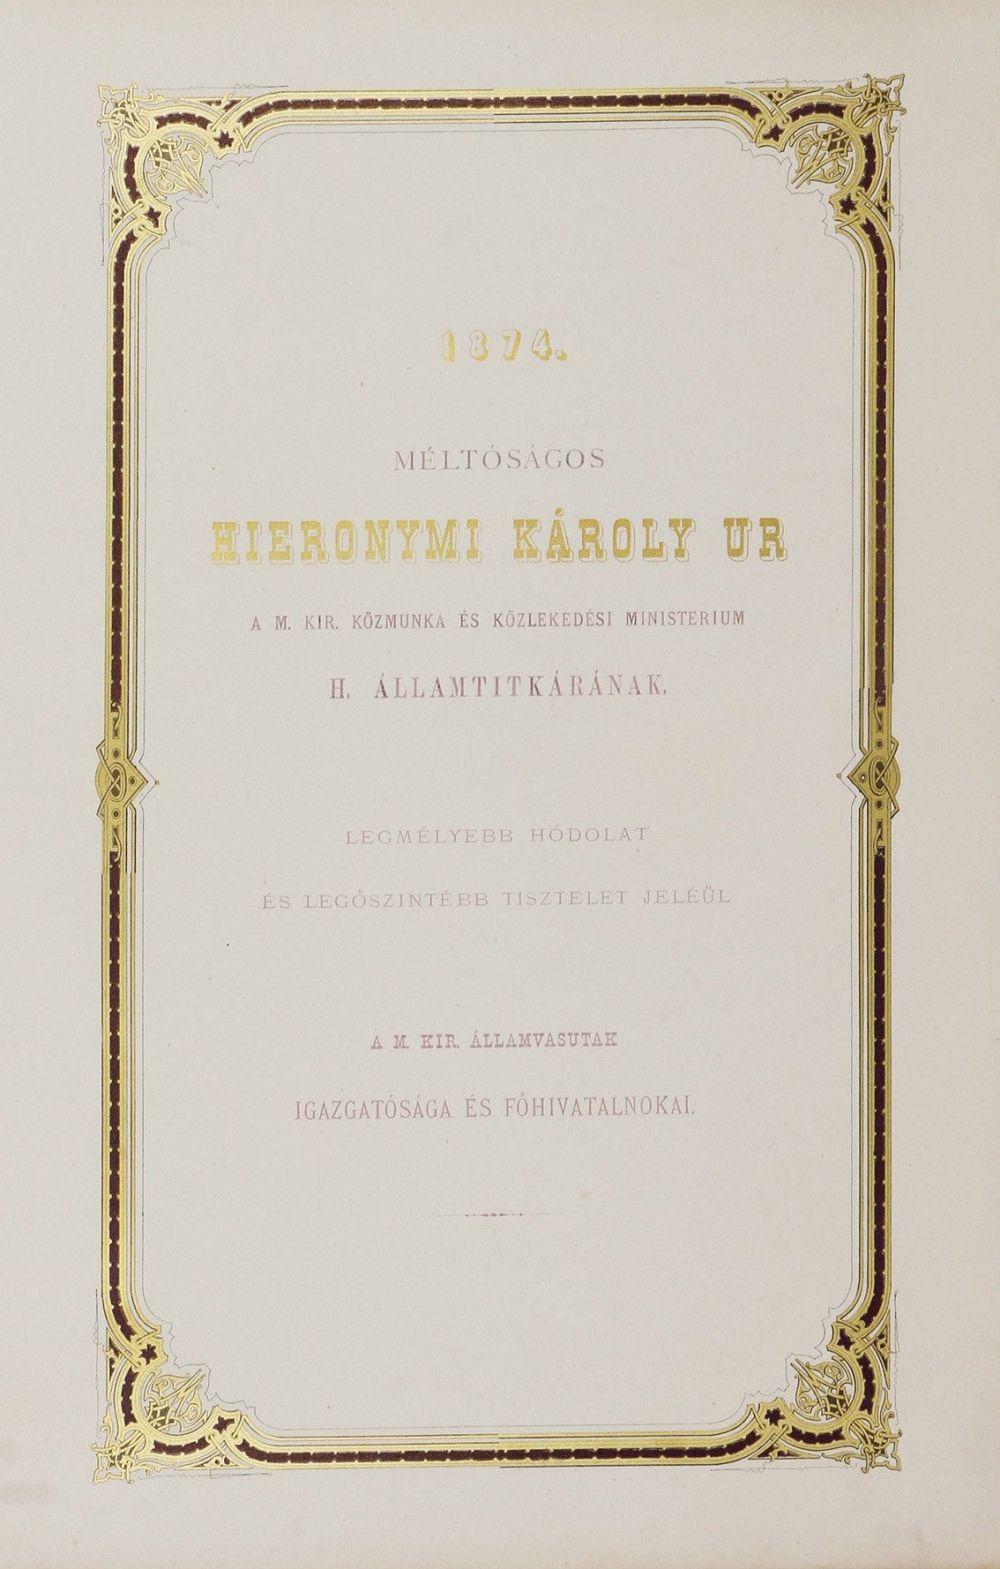 1874.
MÉLTÓSÁGOS
HIERONYMI KÁROLY UR
A M. KIR. KÖZMUNKA ÉS KÖZLEKEDÉSI MINISTERIUM
H. ÁLLAMTITKÁRÁNAK.
LEGMÉLYEBB HÓDOLAT
ÉS LEGŐSZINTÉBB TISZTELET JELÉÜL
A M. KIR. ÁLLAMVASUTAK
IGAZGATÓSÁGA ÉS FŐHIVATALNOKAI.